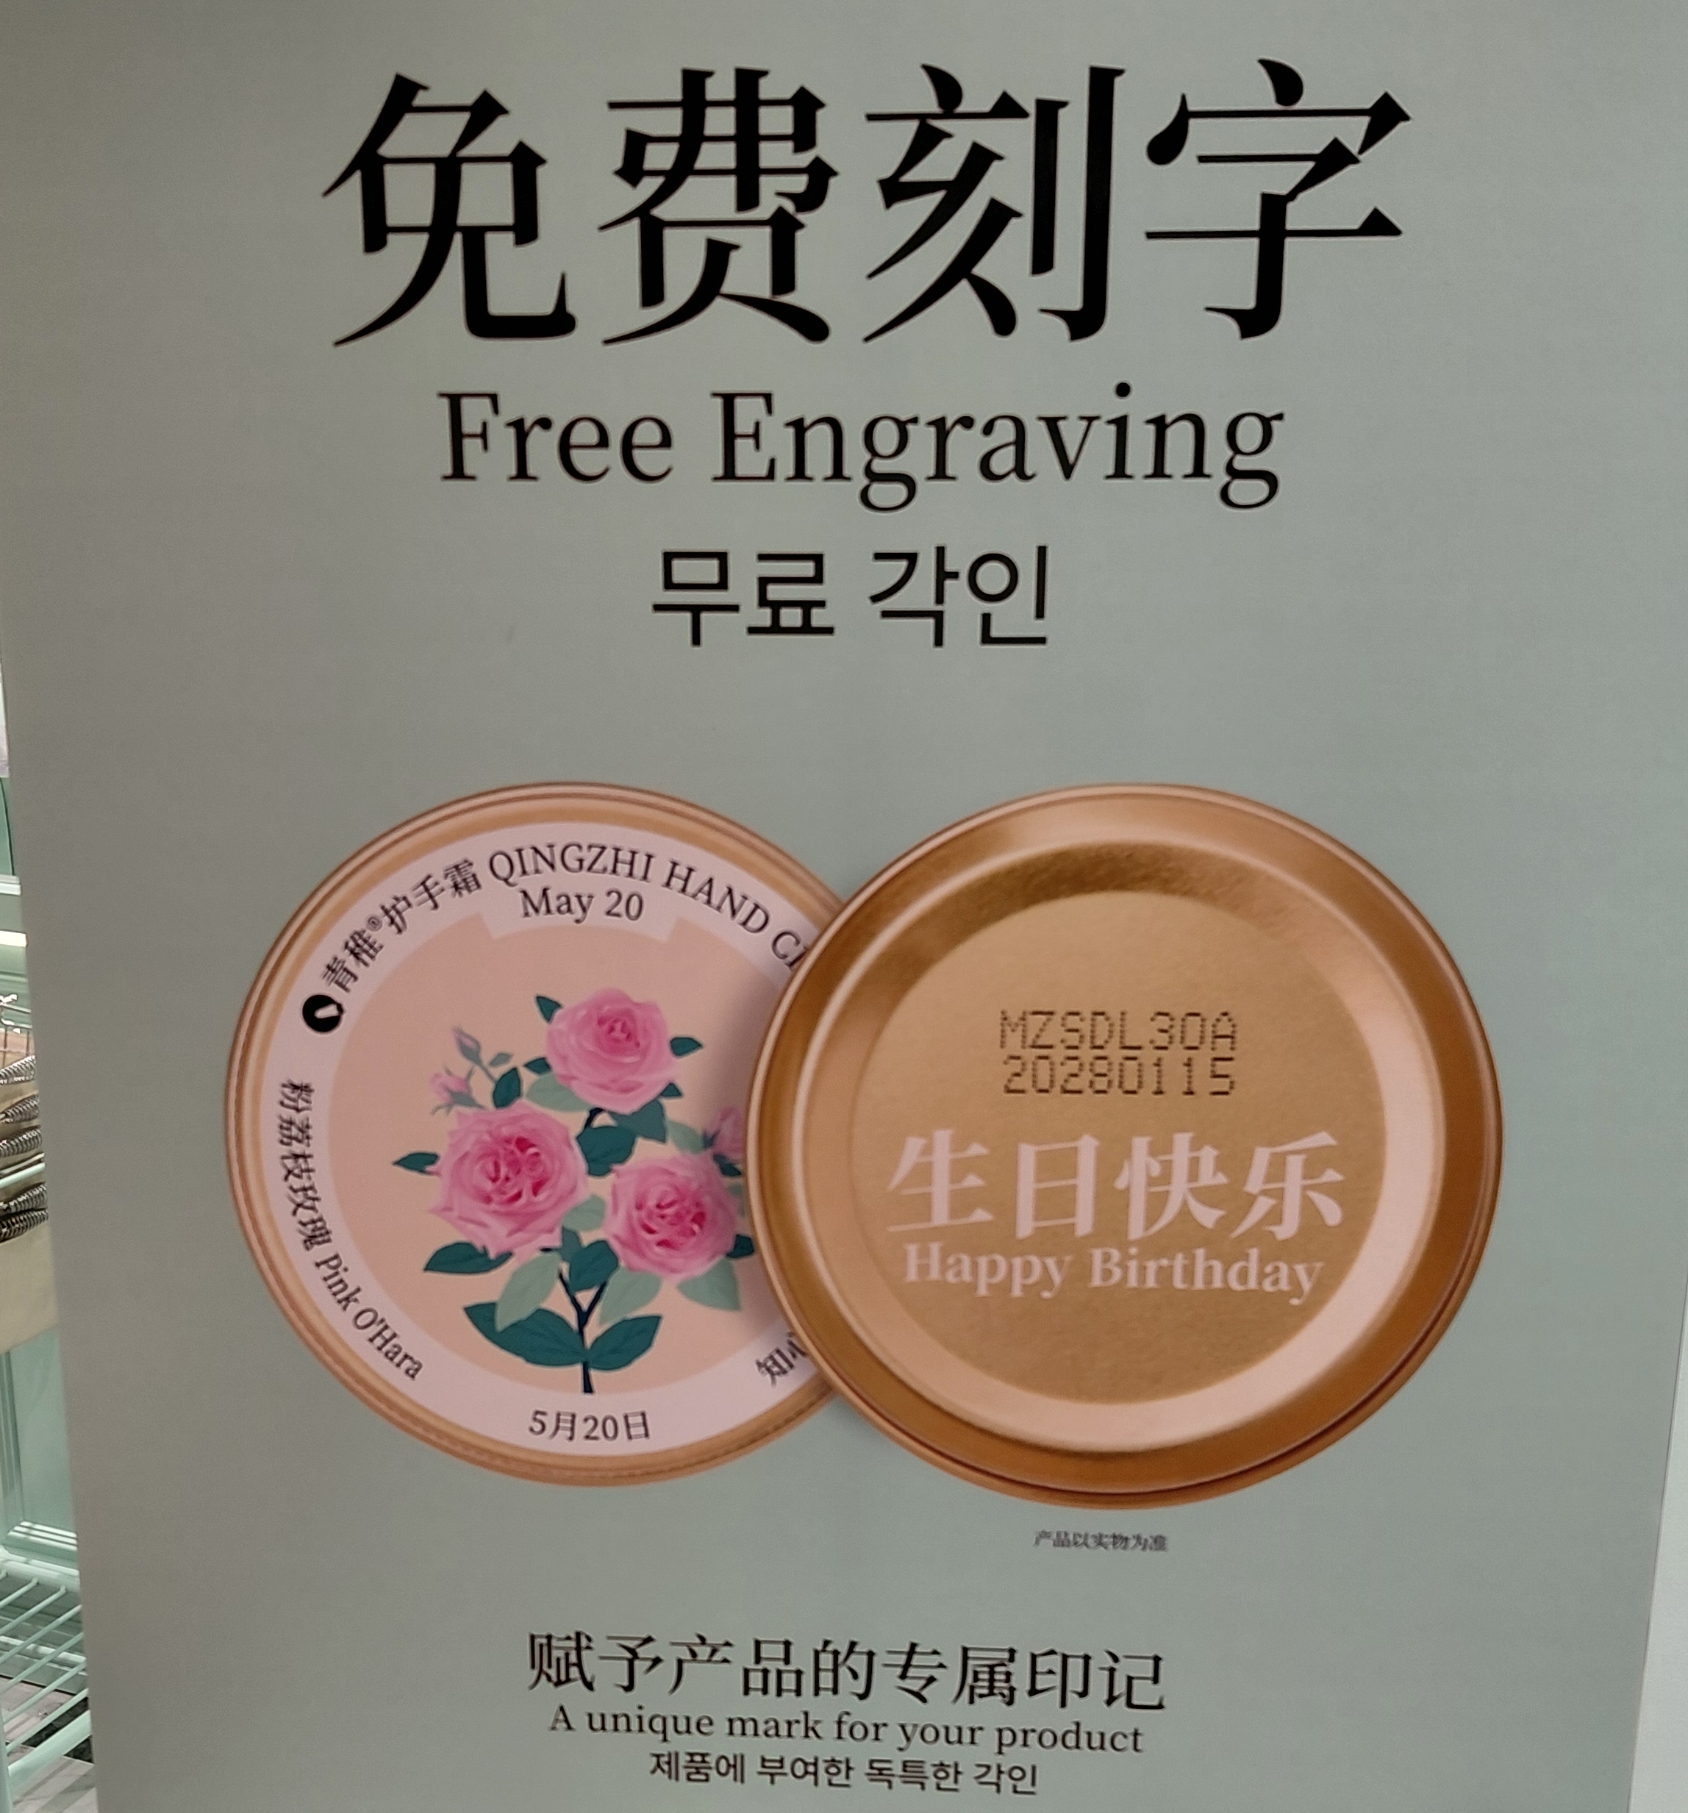 免费刻字
Free Engraving
무료 각인
青稚®护手霜 QINGZHI HAND
May 20
粉荔枝玫瑰 Pink O'Hara
5月20日
MZSDL30A
20280115
生日快乐
Happy Birthday
产品以实物为准
赋予产品的专属印记
A unique mark for your product
제품에 부여한 독특한 각인